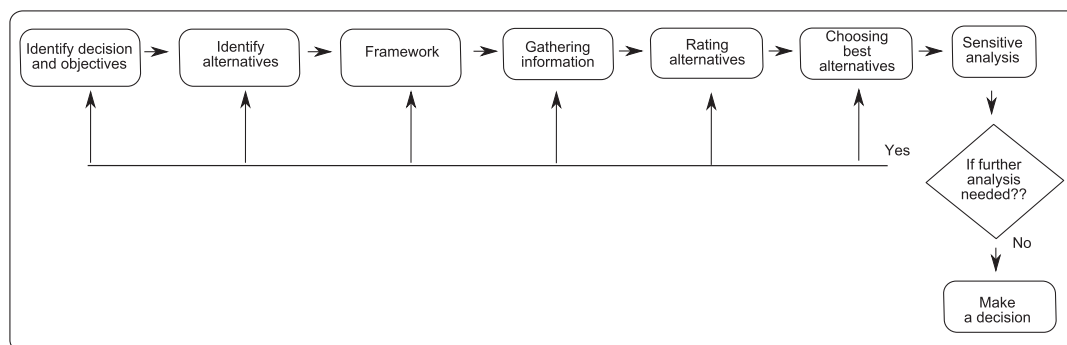 Identify decision
and objectives
Identify
alternatives
Framework
Gathering
information
Rating
alternatives
Choosing
best
alternatives
Sensitive
analysis
Yes
If further
analysis
needed??
No
Make
a decision